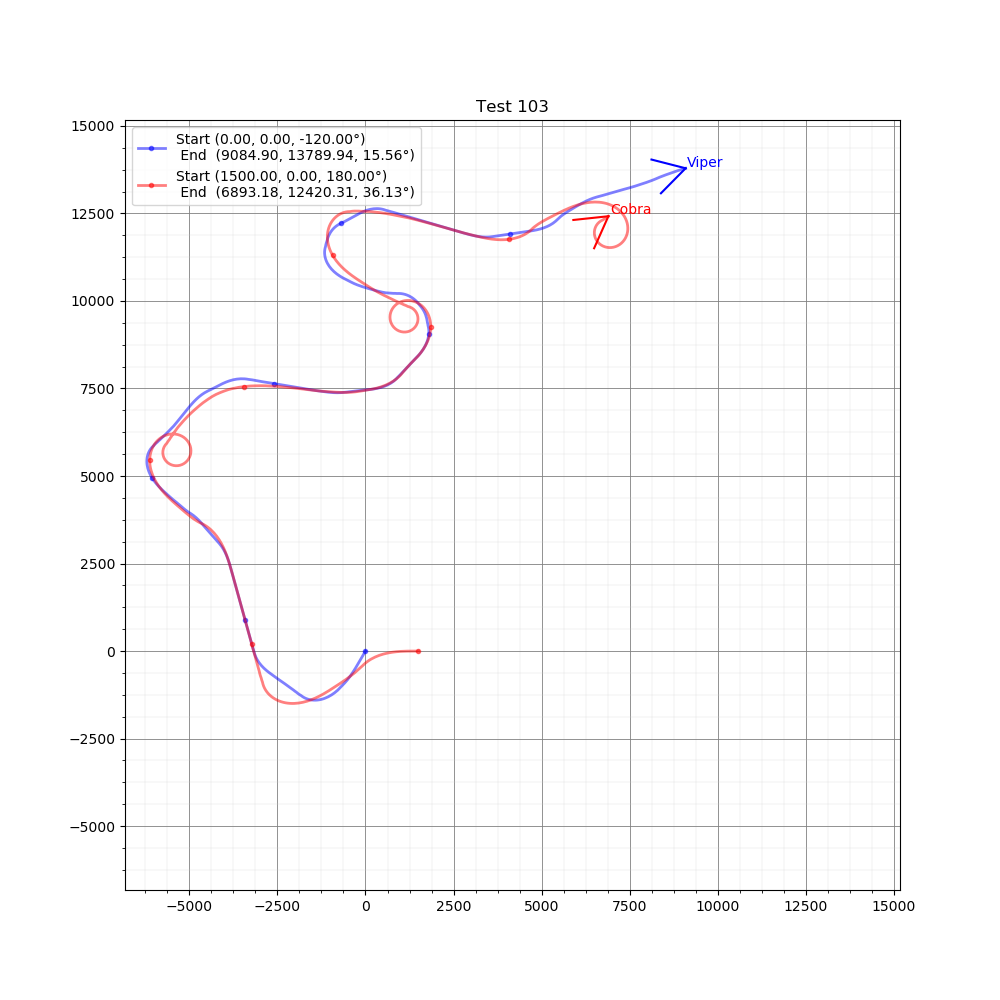 Test 103
15000
12500
10000
7500
5000
2500
0
−2500
−5000
Start (0.00, 0.00, -120.00°)
End (9084.90, 13789.94, 15.56°)
Start (1500.00, 0.00, 180.00°)
End (6893.18, 12420.31, 36.13°)
Viper
Cobra
−5000 −2500 0 2500 5000 7500 10000 12500 15000